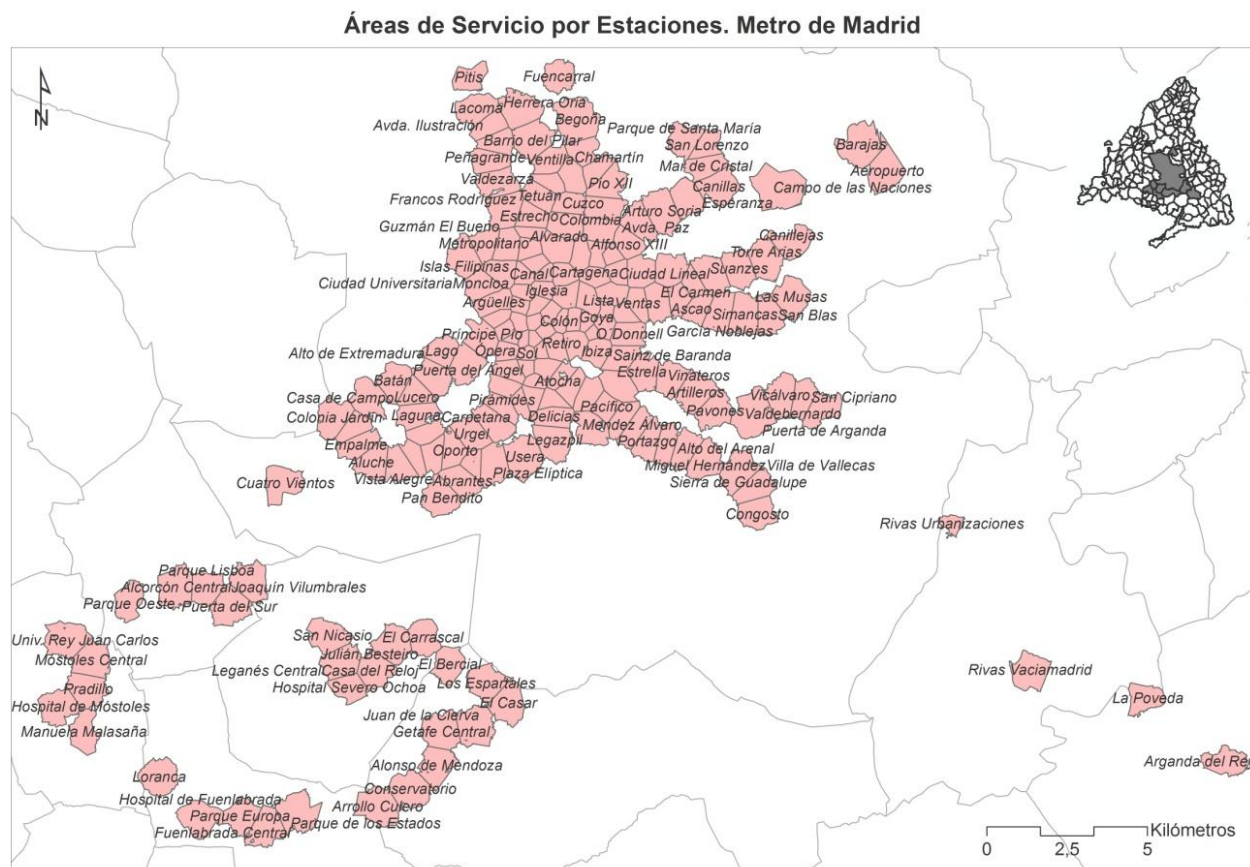 Áreas de Servicio por Estaciones. Metro de Madrid
N
Pitis
Fuencarral
Lacoma
Herrera Oria
Begoña
Avda. Ilustración
Barrio del Pilar
Parque de Santa María
San Lorenzo
Barajas
Peñagrande
Ventilla
Chamartín
Mar de Cristal
Aeropuerto
Valdezarza
Pío XII
Canillas
Campo de las Naciones
Francos Rodríguez
Tetuán
Cuzco
Esperanza
Estrecho
Colombia
Arturo Soria
Guzmán El Bueno
Avda. Paz
Metropolitano
Alvarado
Alfonso XIII
Canillejas
Torre Arias
Islas Filipinas
Canal
Cartagena
Ciudad Lineal
Suanzes
Ciudad Universitaria
Moncloa
Iglesia
El Carmen
Las Musas
Argüelles
Lista
Ventas
Ascao
Simancas
San Blas
Colón
Goya
García Noblejas
Príncipe Pío
O´Donnell
Alto de Extremadura
Lago
Ópera
Sol
Retiro
Ibiza
Sainz de Baranda
Puerta del Ángel
Estrella
Vinateros
Batán
Atocha
Artilleros
Casa de Campo
Lucero
Pirámides
Pacífico
Pavones
Vicálvaro
San Cipriano
Colonia Jardín
Laguna
Carpetana
Delicias
Valdebernardo
Méndez Álvaro
Puerta de Arganda
Urgel
Legazpil
Portazgo
Empalme
Oporto
Alto del Arenal
Aluche
Usera
Miguel Hernández
Villa de Vallecas
Vista Alegre
Abrantes
Plaza Elíptica
Sierra de Guadalupe
Cuatro Vientos
Pan Bendito
Congosto
Rivas Urbanizaciones
Parque Lisboa
Alcorcón Central
Joaquín Vilumbrales
Parque Oeste
Puerta del Sur
Univ. Rey Juan Carlos
San Nicasio
El Carrascal
Móstoles Central
Julián Besteiro
El Bercial
Leganés Central
Casa del Reloj
Rivas Vaciamadrid
Pradillo
Hospital Severo Ochoa
Los Espartales
Hospital de Móstoles
El Casar
La Poveda
Juan de la Cierva
Manuela Malasaña
Getafe Central
Alonso de Mendoza
Arganda del Re
Loranca
Conservatorio
Hospital de Fuenlabrada
Arrollo Culero
Parque Europa
Parque de los Estados
Fuenlabrada Central
Kilómetros
0 2,5 5